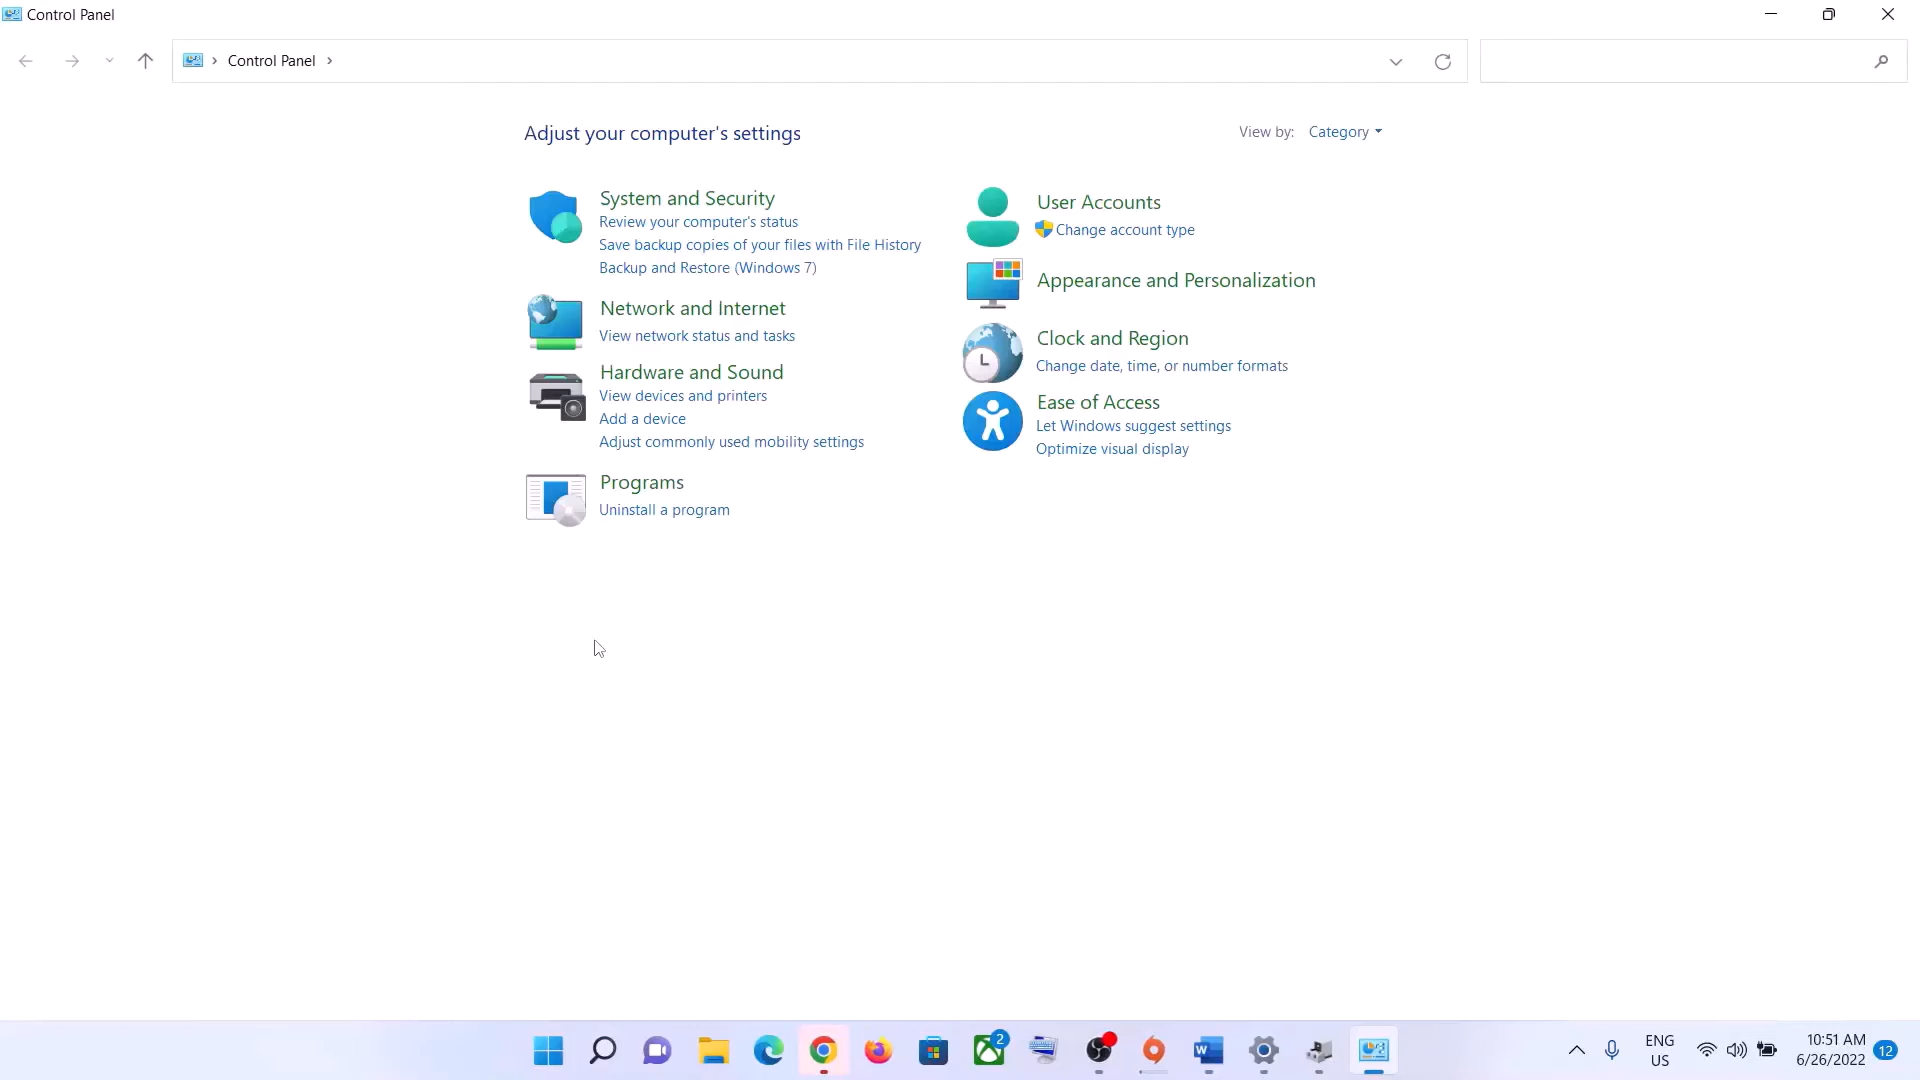 Control Panel
Control Panel
Adjust your computer's settings
View by: Category
System and Security
Review your computer's status
Save backup copies of your files with File History
Backup and Restore (Windows 7)
Network and Internet
View network status and tasks
Hardware and Sound
View devices and printers
Add a device
Adjust commonly used mobility settings
Programs
Uninstall a program
User Accounts
Change account type
Appearance and Personalization
Clock and Region
Change date, time, or number formats
Ease of Access
Let Windows suggest settings
Optimize visual display
2
W
ENG
US
10:51 AM
6/26/2022
12